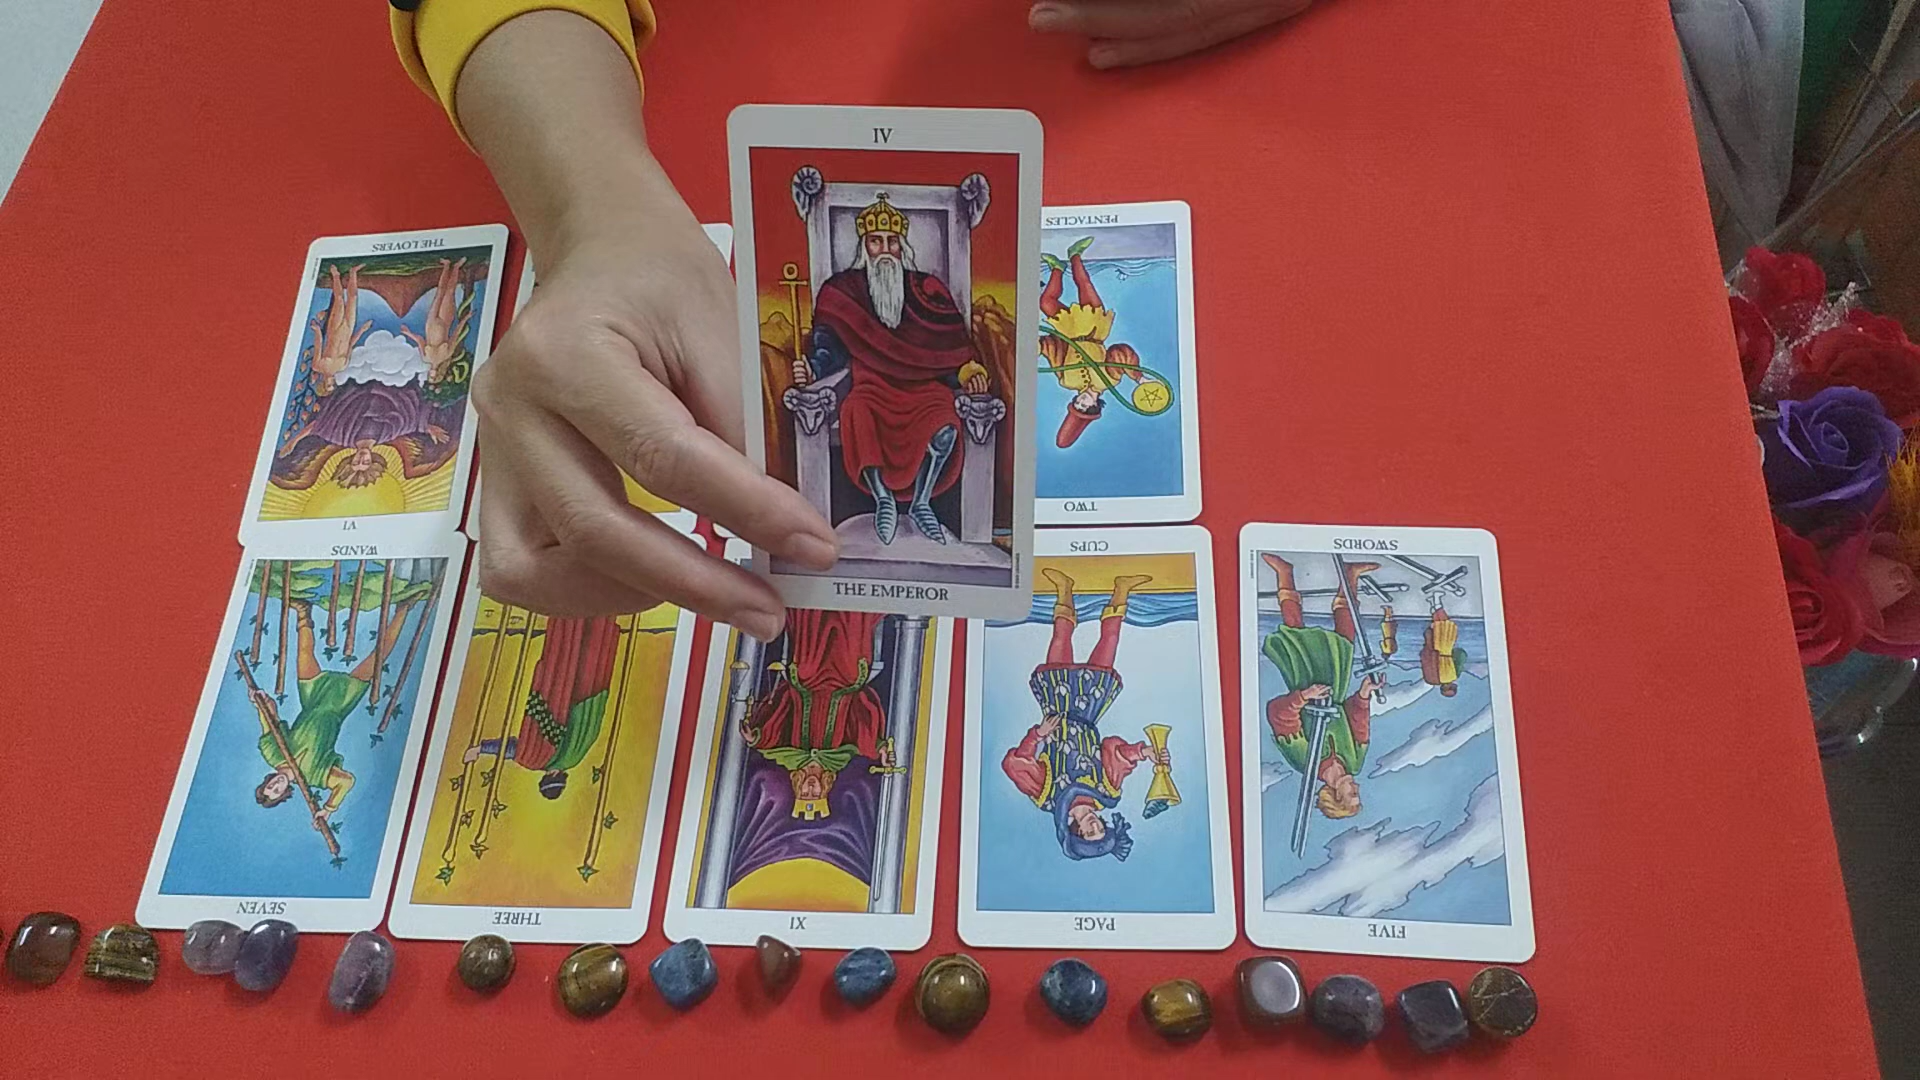 IV
THE EMPEROR
THE LOVERS
VI
PENTACLES
TWO
WANDS
SEVEN
THREE
XI
CUPS
PAGE
SWORDS
FIVE